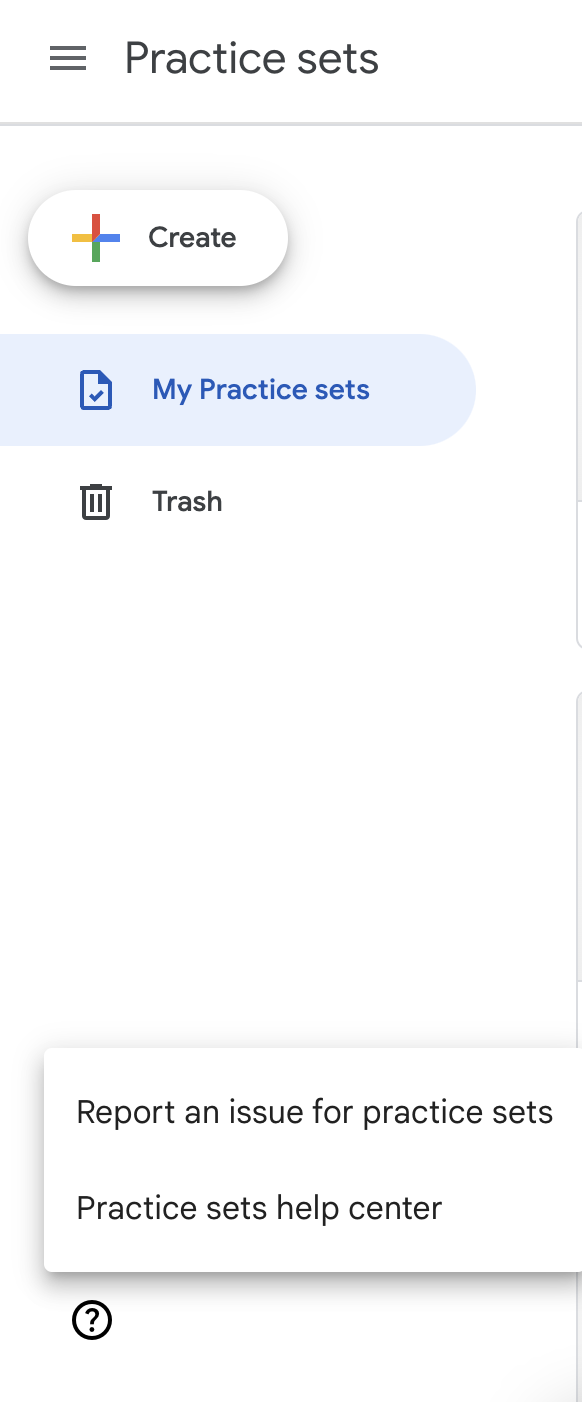 Practice sets
Create
My Practice sets
Trash
Report an issue for practice sets
Practice sets help center